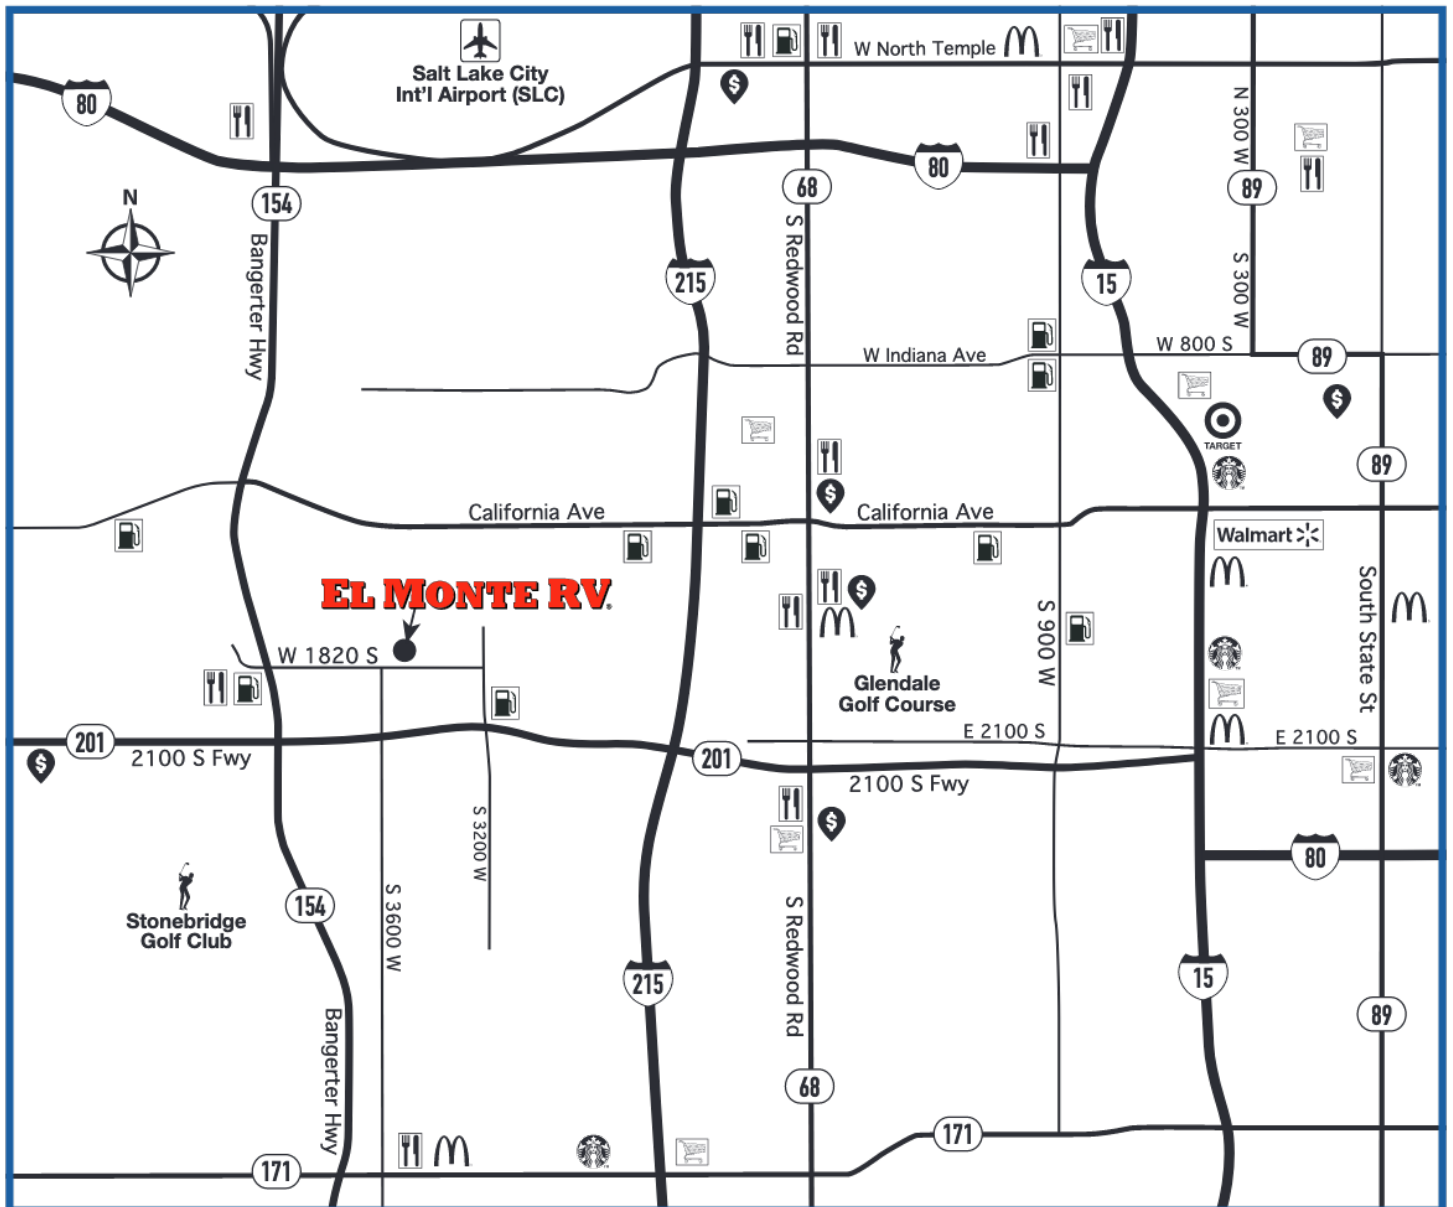 Salt Lake City
Int'l Airport (SLC)
W North Temple
80
N 300 W
80
68
89
154
N
S Redwood Rd
Bangerter Hwy
215
15
S 300 W
W 800 S
W Indiana Ave
89
TARGET
89
California Ave
California Ave
Walmart
EL MONTE RV
South State St
S 900 W
W 1820 S
Glendale
Golf Course
E 2100 S
E 2100 S
201
2100 S Fwy
201
2100 S Fwy
S 3200 W
80
Stonebridge
Golf Club
154
S 3600 W
S Redwood Rd
215
15
89
Bangerter Hwy
68
171
171